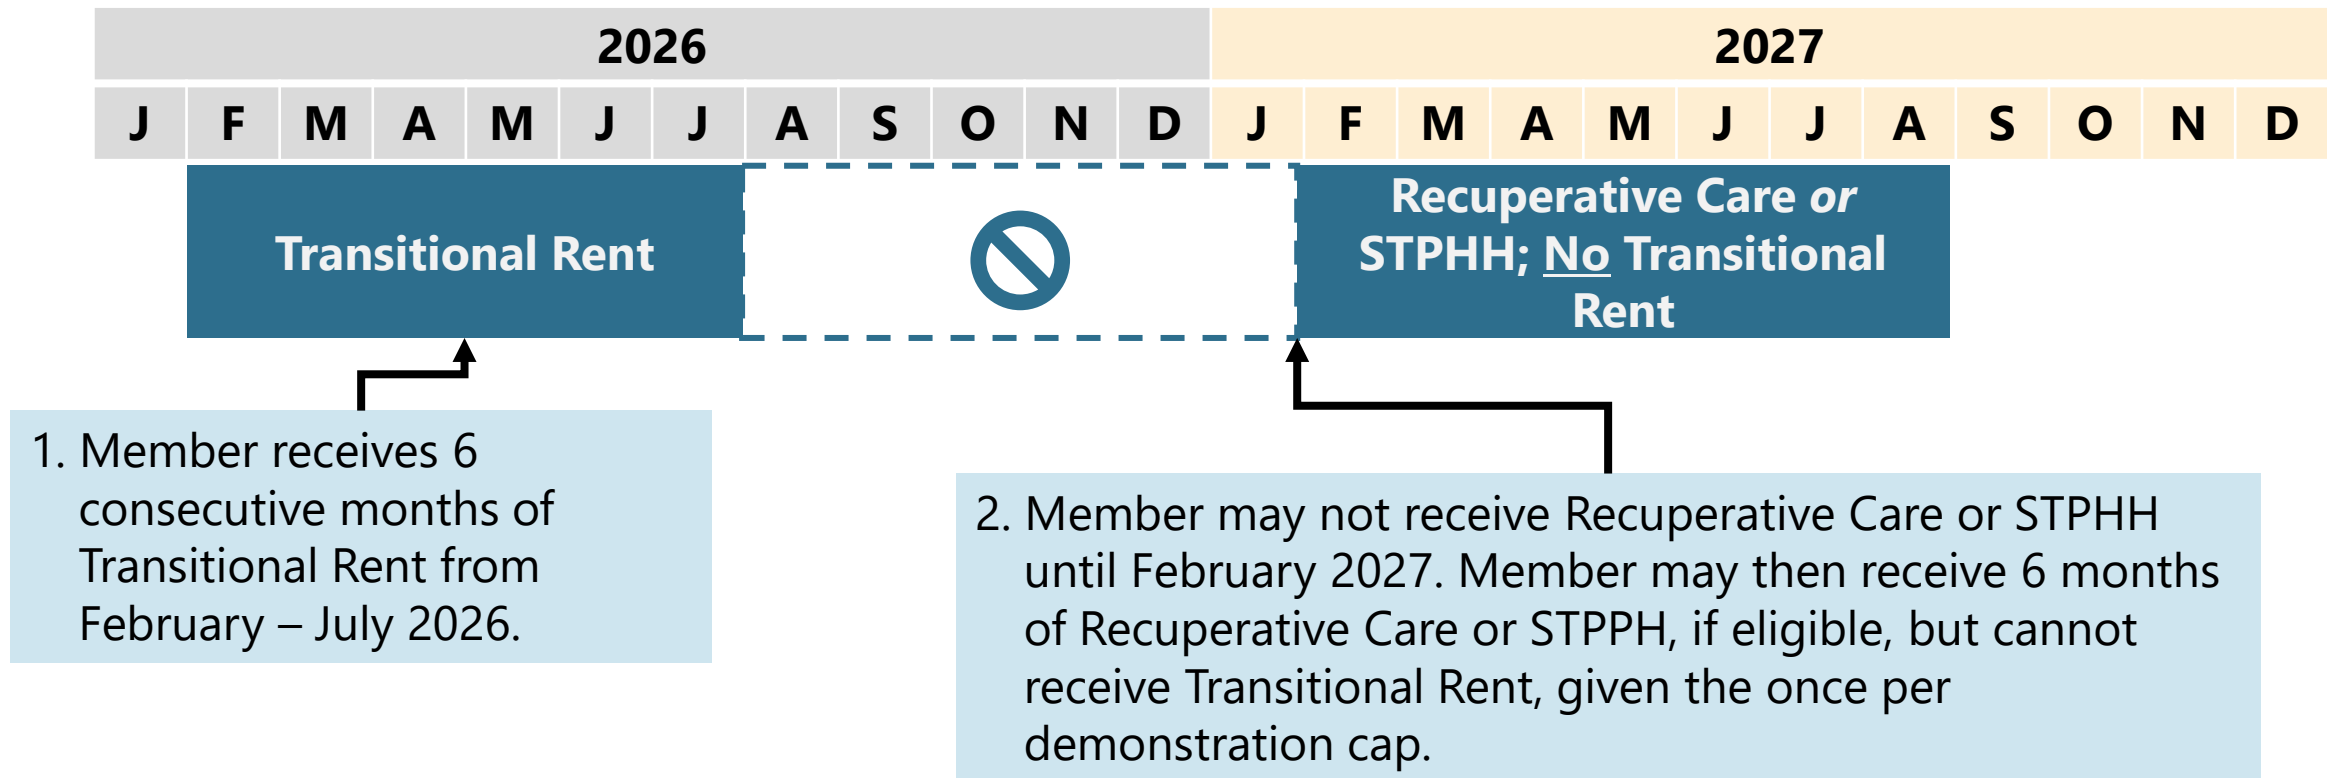 2026 2027
J F M A M J J A S O N D J F M A M J J A S O N D
Transitional Rent
Recuperative Care or
STPHH; No Transitional
Rent
1. Member receives 6
consecutive months of
Transitional Rent from
February – July 2026.
2. Member may not receive Recuperative Care or STPHH
until February 2027. Member may then receive 6 months
of Recuperative Care or STPPH, if eligible, but cannot
receive Transitional Rent, given the once per
demonstration cap.